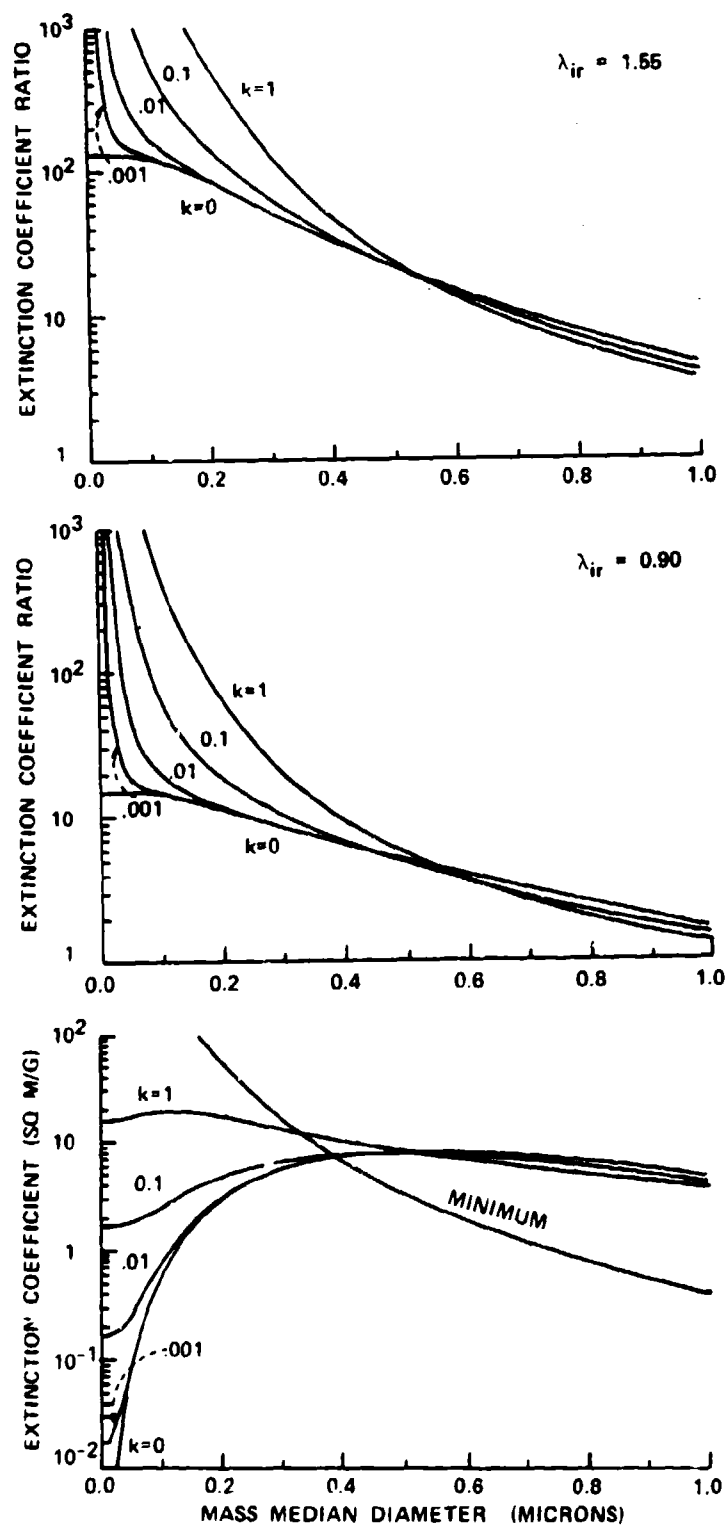 EXTINCTION COEFFICIENT RATIO
10³
10²
10
1
0.0 0.2 0.4 0.6 0.8 1.0
λir = 1.55
k=1
0.1
.01
.001
k=0
EXTINCTION COEFFICIENT RATIO
10³
10²
10
1
0.0 0.2 0.4 0.6 0.8 1.0
λir = 0.90
k=1
0.1
.01
.001
k=0
EXTINCTION COEFFICIENT (SQ M/G)
10²
10
1
10⁻¹
10⁻²
0.0 0.2 0.4 0.6 0.8 1.0
k=1
0.1
.01
.001
k=0
MINIMUM
MASS MEDIAN DIAMETER (MICRONS)